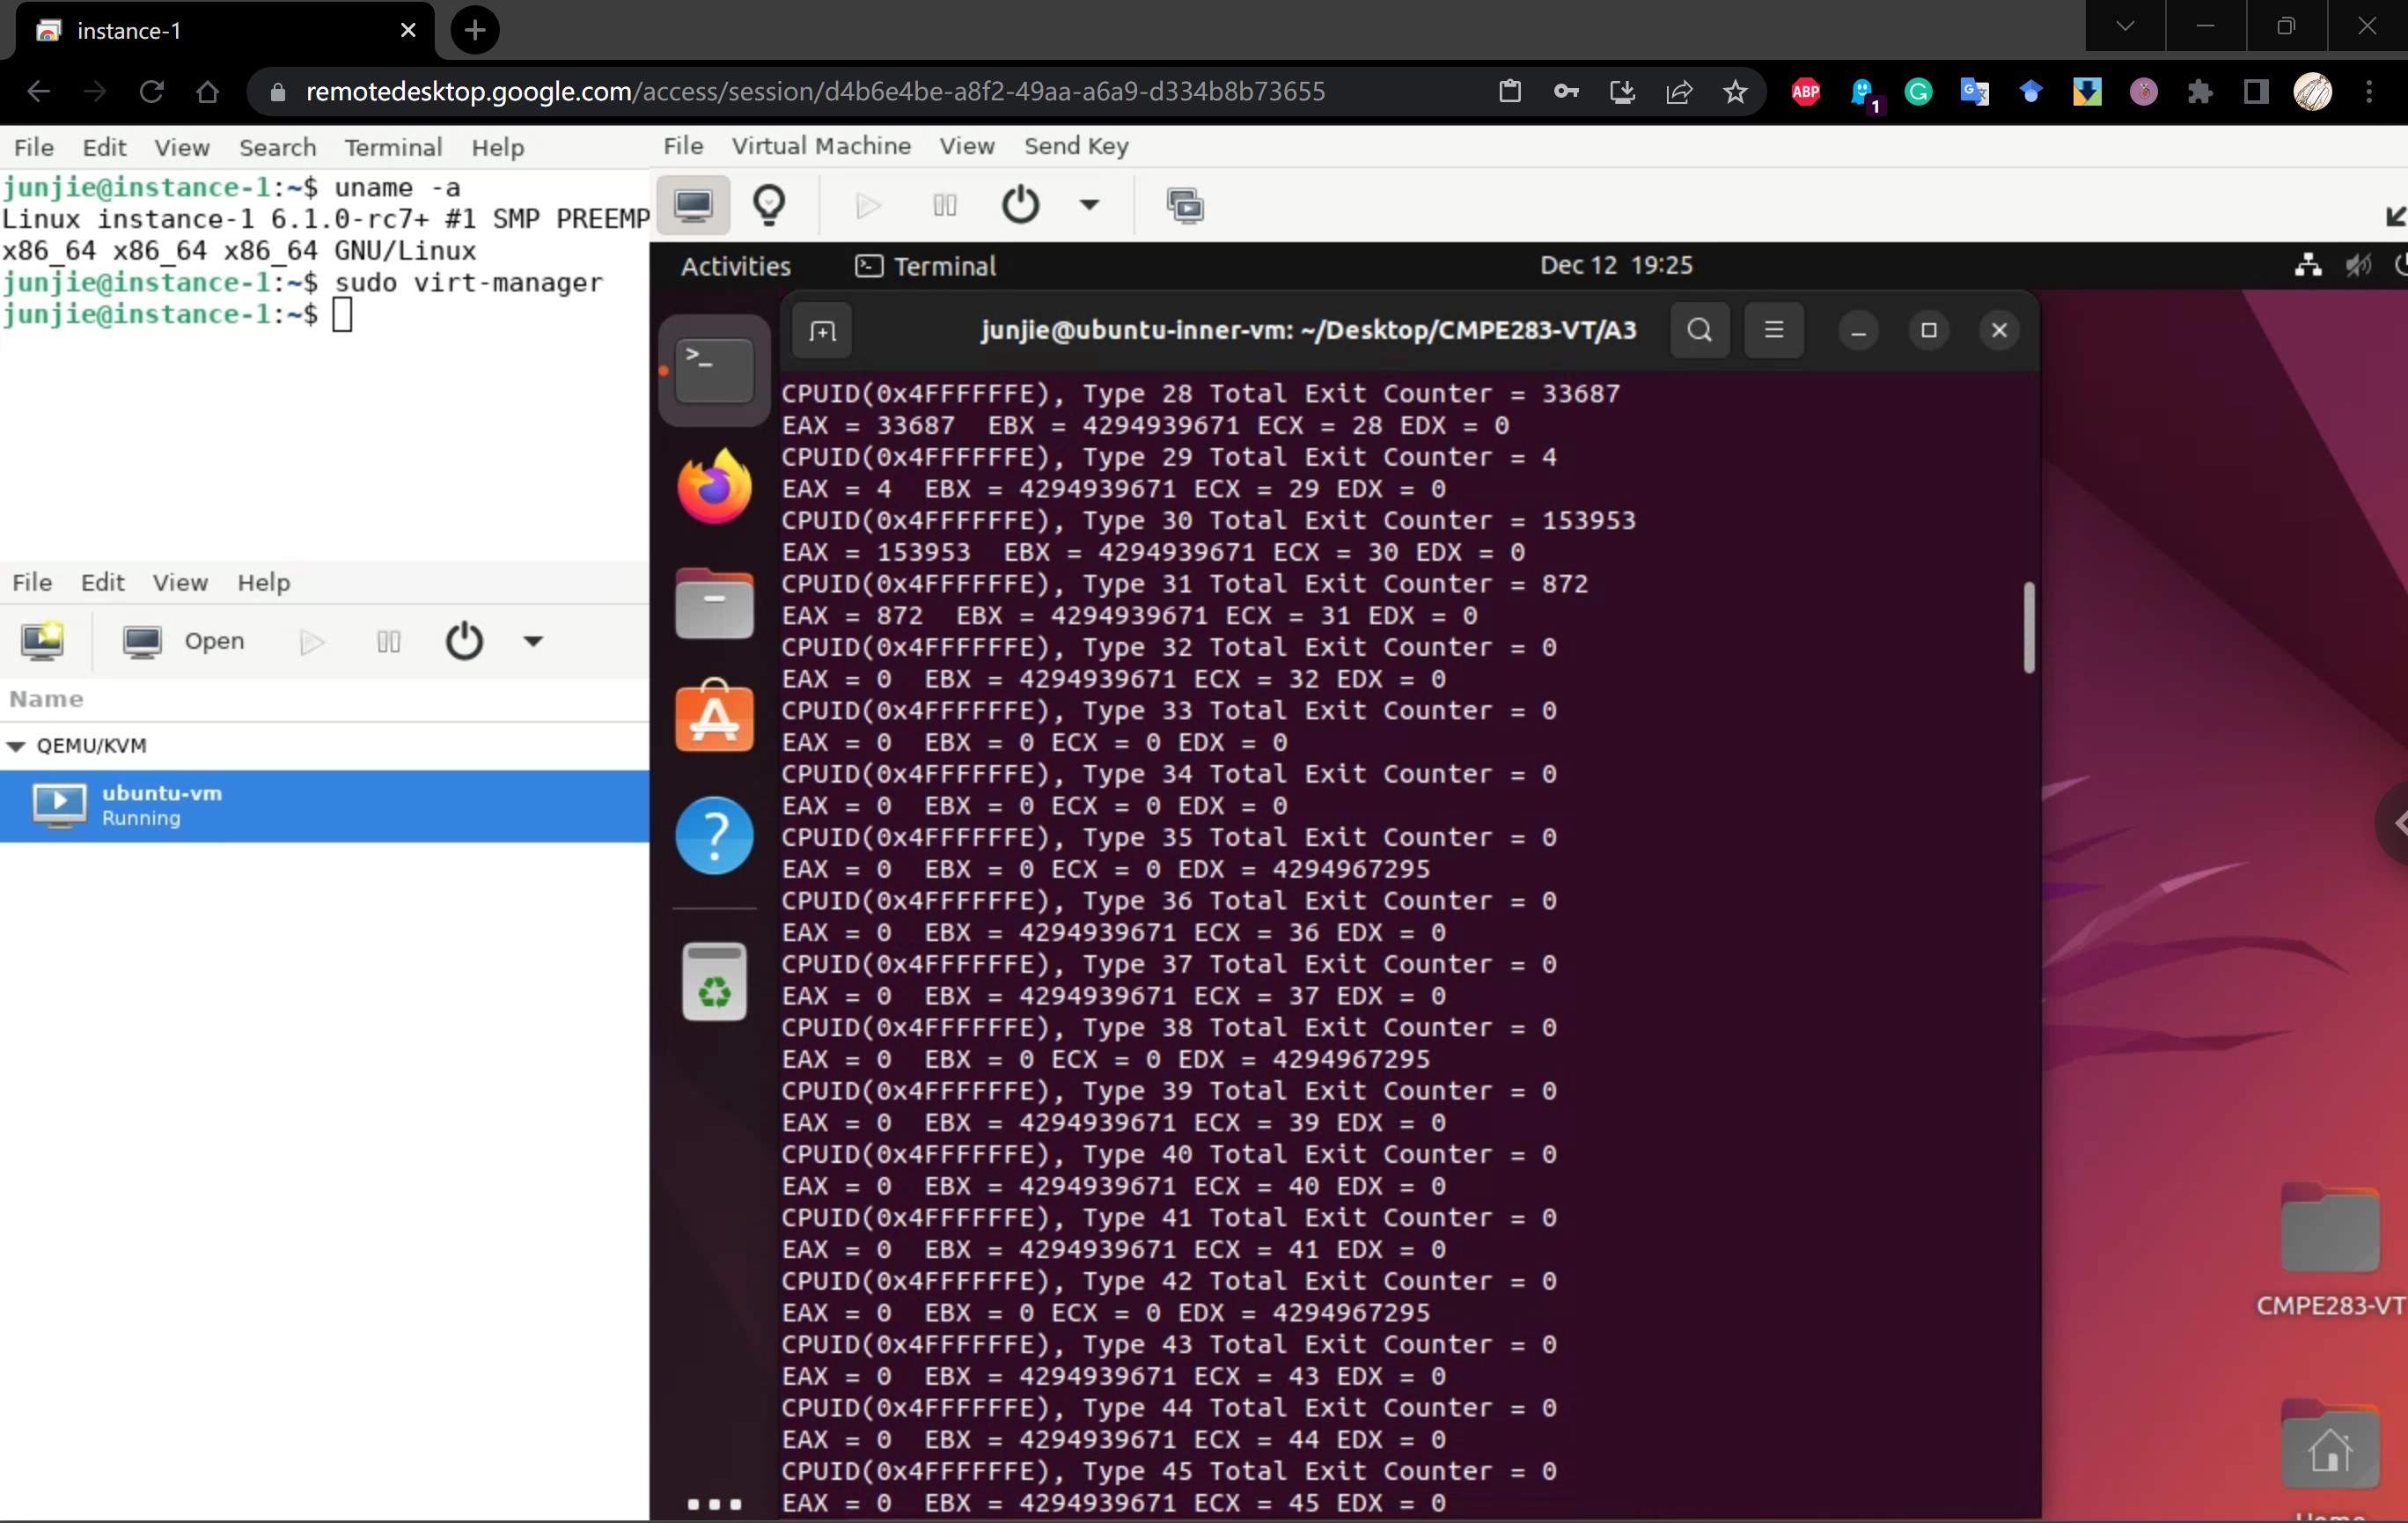 instance-1
remotedesktop.google.com/access/session/d4b6e4be-a8f2-49aa-a6a9-d334b8b73655
ABP
1
File Edit View Search Terminal Help
junjie@instance-1:~$ uname -a
Linux instance-1 6.1.0-rc7+ #1 SMP PREEMP
x86_64 x86_64 x86_64 GNU/Linux
junjie@instance-1:~$ sudo virt-manager
junjie@instance-1:~$
File Edit View Help
Open
Name
QEMU/KVM
ubuntu-vm
Running
File Virtual Machine View Send Key
Activities Terminal Dec 12 19:25
junjie@ubuntu-inner-vm: ~/Desktop/CMPE283-VT/A3
CPUID(0x4FFFFFFE), Type 28 Total Exit Counter = 33687
EAX = 33687 EBX = 4294939671 ECX = 28 EDX = 0
CPUID(0x4FFFFFFE), Type 29 Total Exit Counter = 4
EAX = 4 EBX = 4294939671 ECX = 29 EDX = 0
CPUID(0x4FFFFFFE), Type 30 Total Exit Counter = 153953
EAX = 153953 EBX = 4294939671 ECX = 30 EDX = 0
CPUID(0x4FFFFFFE), Type 31 Total Exit Counter = 872
EAX = 872 EBX = 4294939671 ECX = 31 EDX = 0
CPUID(0x4FFFFFFE), Type 32 Total Exit Counter = 0
EAX = 0 EBX = 4294939671 ECX = 32 EDX = 0
CPUID(0x4FFFFFFE), Type 33 Total Exit Counter = 0
EAX = 0 EBX = 0 ECX = 0 EDX = 0
CPUID(0x4FFFFFFE), Type 34 Total Exit Counter = 0
EAX = 0 EBX = 0 ECX = 0 EDX = 0
CPUID(0x4FFFFFFE), Type 35 Total Exit Counter = 0
EAX = 0 EBX = 0 ECX = 0 EDX = 4294967295
CPUID(0x4FFFFFFE), Type 36 Total Exit Counter = 0
EAX = 0 EBX = 4294939671 ECX = 36 EDX = 0
CPUID(0x4FFFFFFE), Type 37 Total Exit Counter = 0
EAX = 0 EBX = 4294939671 ECX = 37 EDX = 0
CPUID(0x4FFFFFFE), Type 38 Total Exit Counter = 0
EAX = 0 EBX = 0 ECX = 0 EDX = 4294967295
CPUID(0x4FFFFFFE), Type 39 Total Exit Counter = 0
EAX = 0 EBX = 4294939671 ECX = 39 EDX = 0
CPUID(0x4FFFFFFE), Type 40 Total Exit Counter = 0
EAX = 0 EBX = 4294939671 ECX = 40 EDX = 0
CPUID(0x4FFFFFFE), Type 41 Total Exit Counter = 0
EAX = 0 EBX = 4294939671 ECX = 41 EDX = 0
CPUID(0x4FFFFFFE), Type 42 Total Exit Counter = 0
EAX = 0 EBX = 0 ECX = 0 EDX = 4294967295
CPUID(0x4FFFFFFE), Type 43 Total Exit Counter = 0
EAX = 0 EBX = 4294939671 ECX = 43 EDX = 0
CPUID(0x4FFFFFFE), Type 44 Total Exit Counter = 0
EAX = 0 EBX = 4294939671 ECX = 44 EDX = 0
CPUID(0x4FFFFFFE), Type 45 Total Exit Counter = 0
EAX = 0 EBX = 4294939671 ECX = 45 EDX = 0
CMPE283-VT